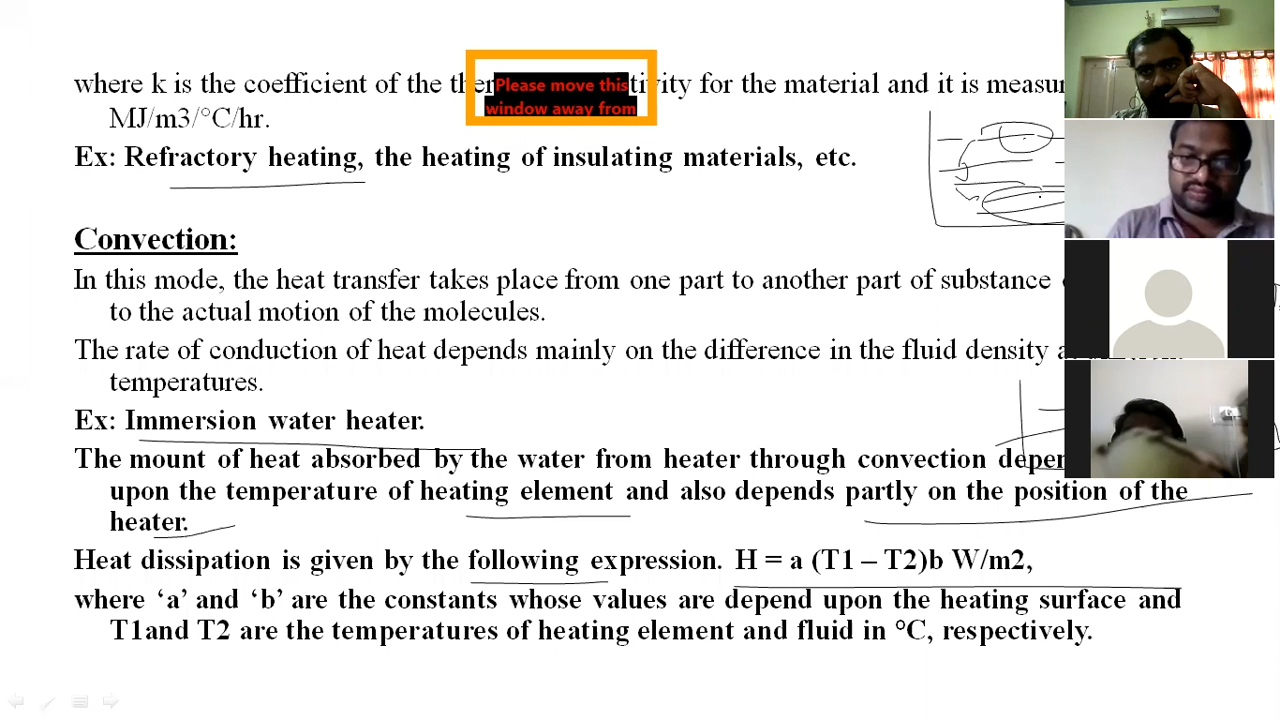 where k is the coefficient of the tivity for the material and it is
Please move this
window away from
MJ/m3/°C/hr.
Ex: Refractory heating, the heating of insulating materials, etc.
Convection:
In this mode, the heat transfer takes place from one part to another part of substance
to the actual motion of the molecules.
The rate of conduction of heat depends mainly on the difference in the fluid density
temperatures.
Ex: Immersion water heater.
The mount of heat absorbed by the water from heater through convection
upon the temperature of heating element and also depends partly on the position of the
heater.
Heat dissipation is given by the following expression. H = a (T1 – T2)b W/m2,
where ‘a’ and ‘b’ are the constants whose values are depend upon the heating surface and
T1and T2 are the temperatures of heating element and fluid in °C, respectively.